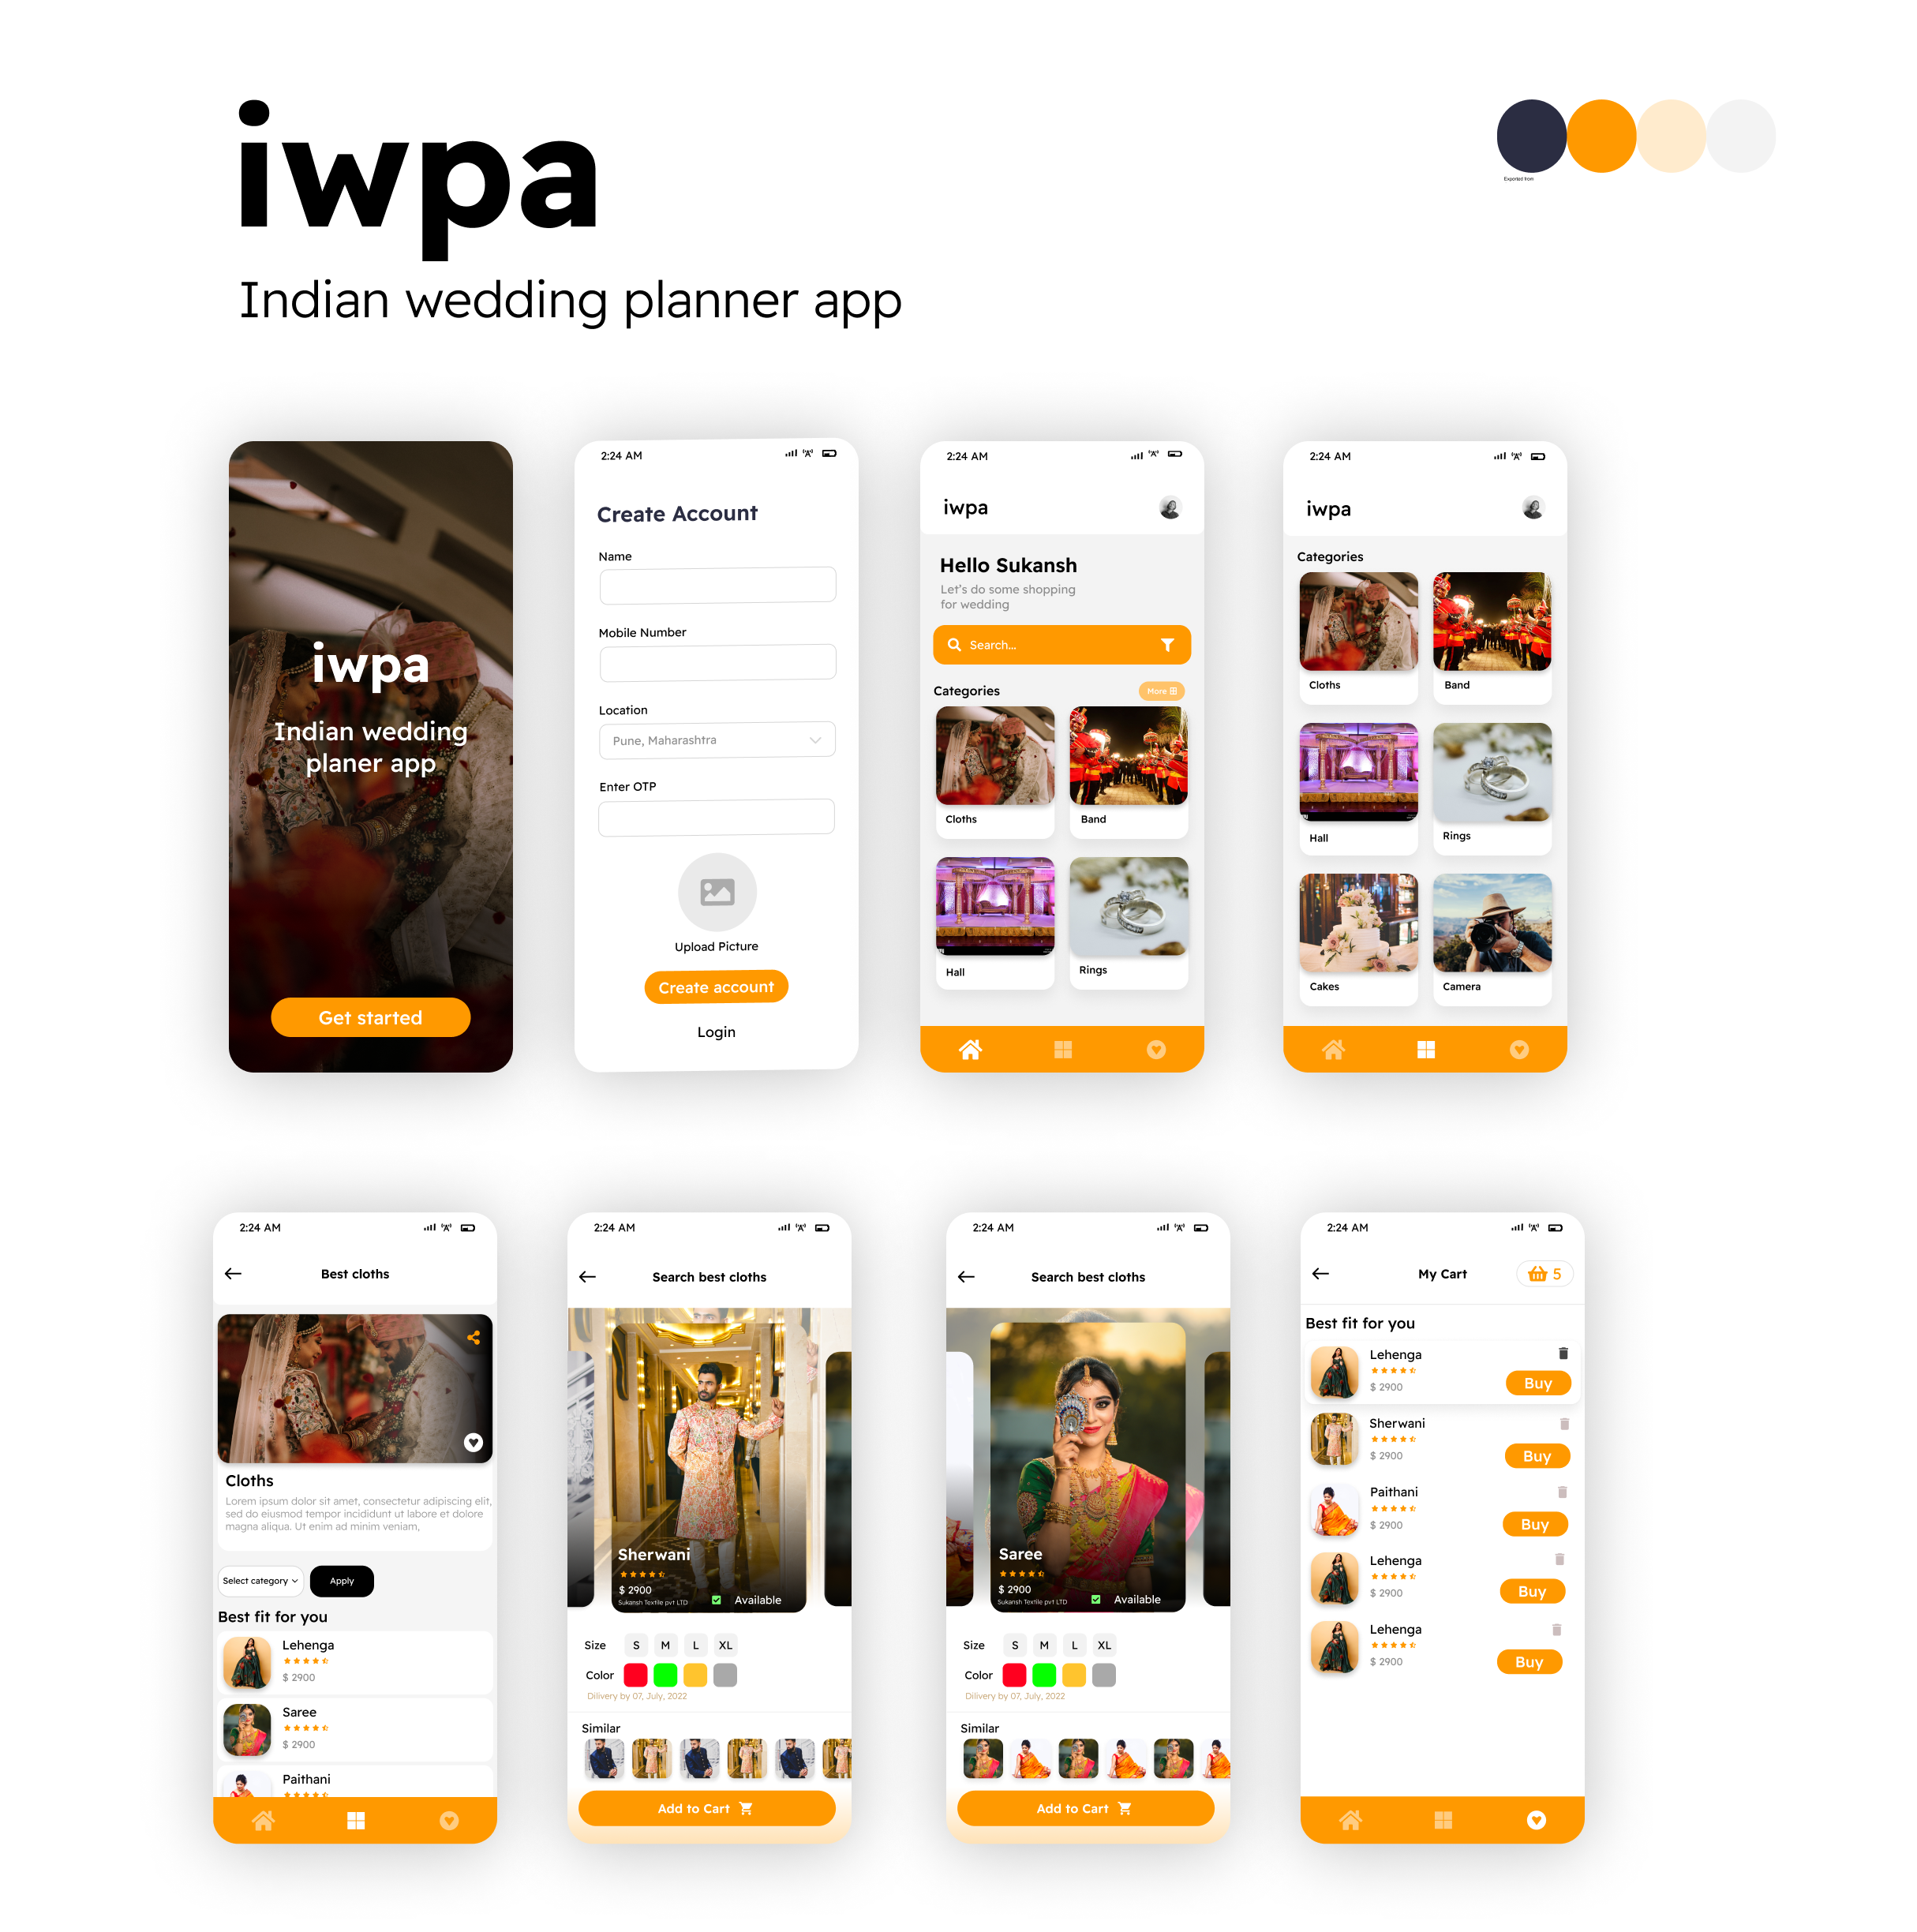 iwpa
Indian wedding planner app
Exported from
iwpa
Indian wedding
planer app
Get started
2:24 AM
Create Account
Name
Mobile Number
Location
Pune, Maharashtra
Enter OTP
Upload Picture
Create account
Login
2:24 AM
iwpa
Hello Sukansh
Let's do some shopping
for wedding
Search...
Categories
More
Cloths
Band
Hall
Rings
2:24 AM
iwpa
Categories
Cloths
Band
Hall
Rings
Cakes
Camera
2:24 AM
Best cloths
Cloths
Lorem ipsum dolor sit amet, consectetur adipiscing elit,
sed do eiusmod tempor incididunt ut labore et dolore
magna aliqua. Ut enim ad minim veniam,
Select category
Apply
Best fit for you
Lehenga
$ 2900
Saree
$ 2900
Paithani
2:24 AM
Search best cloths
Sherwani
$ 2900
Sukansh Textile pvt LTD
Available
Size S M L XL
Color
Dilivery by 07, July, 2022
Similar
Add to Cart
2:24 AM
Search best cloths
Saree
$ 2900
Sukansh Textile pvt LTD
Available
Size S M L XL
Color
Dilivery by 07, July, 2022
Similar
Add to Cart
2:24 AM
My Cart
5
Best fit for you
Lehenga
$ 2900
Buy
Sherwani
$ 2900
Buy
Paithani
$ 2900
Buy
Lehenga
$ 2900
Buy
Lehenga
$ 2900
Buy